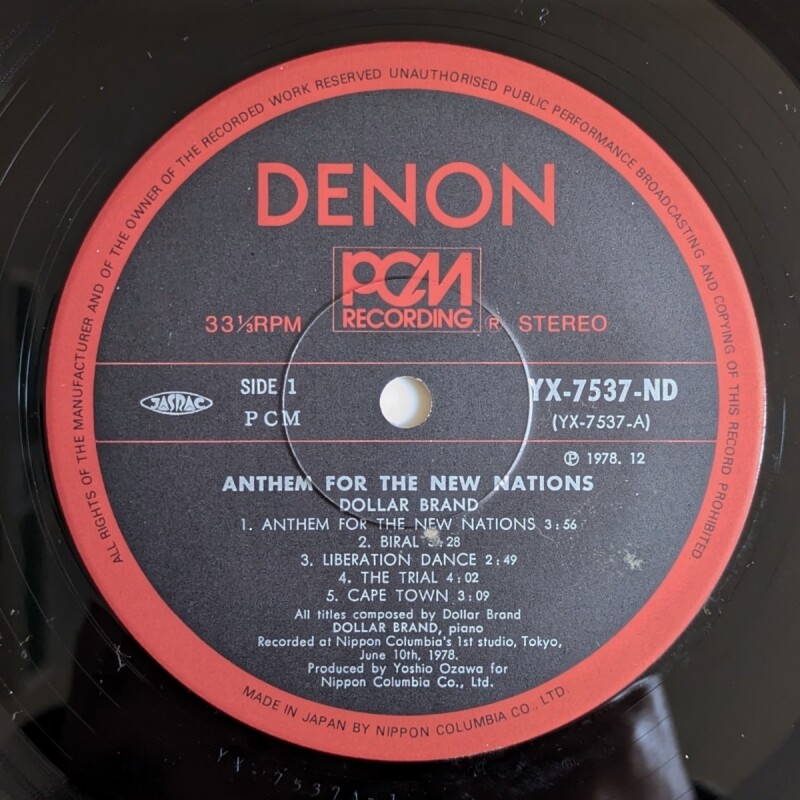 ALL RIGHTS OF THE MANUFACTURER AND OF THE OWNER OF THE RECORDED WORK RESERVED UNAUTHORISED PUBLIC PERFORMANCE BROADCASTING AND COPYING OF THIS RECORD PROHIBITED.
DENON
PCM
RECORDING
33⅓RPM ® STEREO
JASRAC
SIDE 1
PCM
YX-7537-ND
(YX-7537-A)
℗ 1978. 12
ANTHEM FOR THE NEW NATIONS
DOLLAR BRAND
1. ANTHEM FOR THE NEW NATIONS 3:56
2. BIRAL :28
3. LIBERATION DANCE 2:49
4. THE TRIAL 4:02
5. CAPE TOWN 3:09
All titles composed by Dollar Brand
DOLLAR BRAND, piano
Recorded at Nippon Columbia's 1st studio, Tokyo,
June 10th, 1978.
Produced by Yoshio Ozawa for
Nippon Columbia Co., Ltd.
MADE IN JAPAN BY NIPPON COLUMBIA CO., LTD.
YX-7537